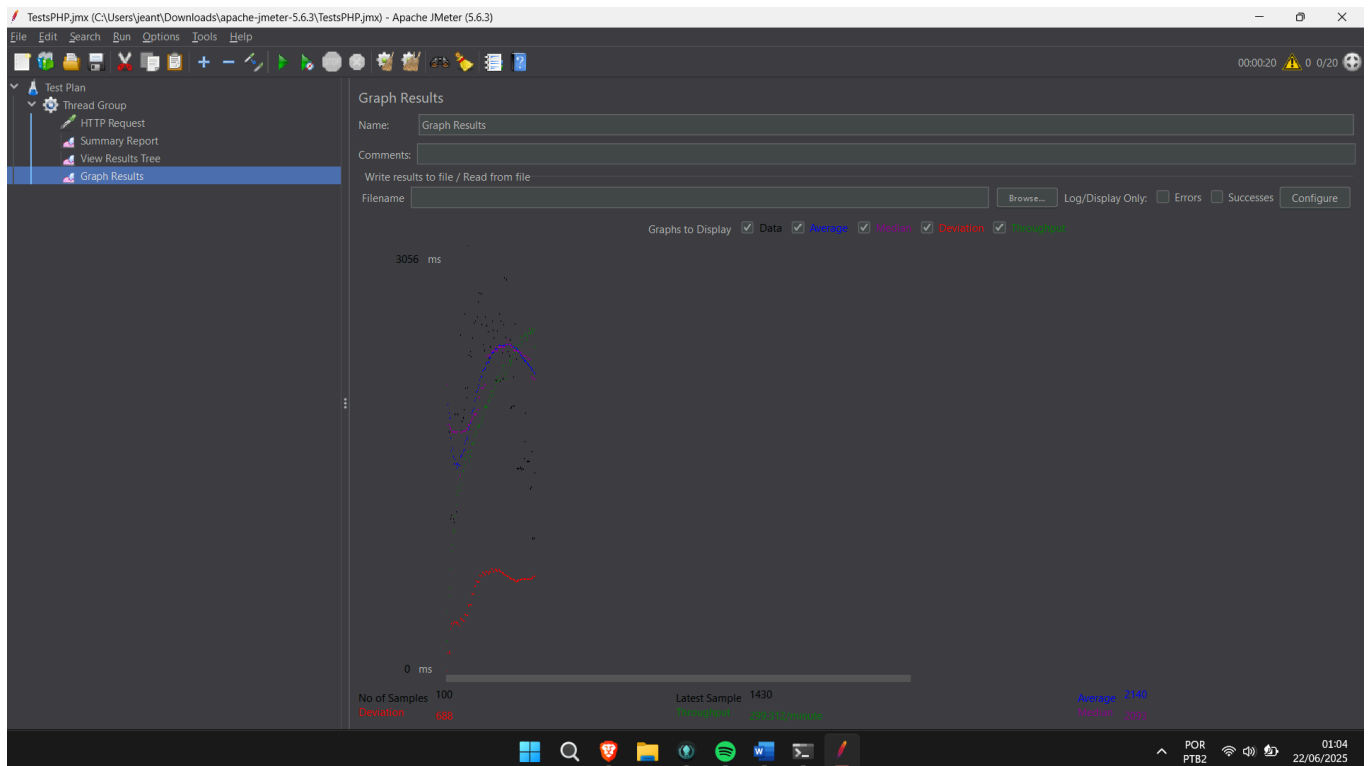 TestsPHP.jmx (C:\Users\jeant\Downloads\apache-jmeter-5.6.3\TestsPHP.jmx) - Apache JMeter (5.6.3)
File Edit Search Run Options Tools Help
00:00:20 0 0/20
Test Plan
Thread Group
HTTP Request
Summary Report
View Results Tree
Graph Results
Graph Results
Name: Graph Results
Comments:
Write results to file / Read from file
Filename Browse... Log/Display Only: Errors Successes Configure
Graphs to Display Data Average Median Deviation Throughput
3056 ms
0 ms
No of Samples 100 Latest Sample 1430 Average 2140
Deviation 688 Throughput
POR
PTB2
01:04
22/06/2025